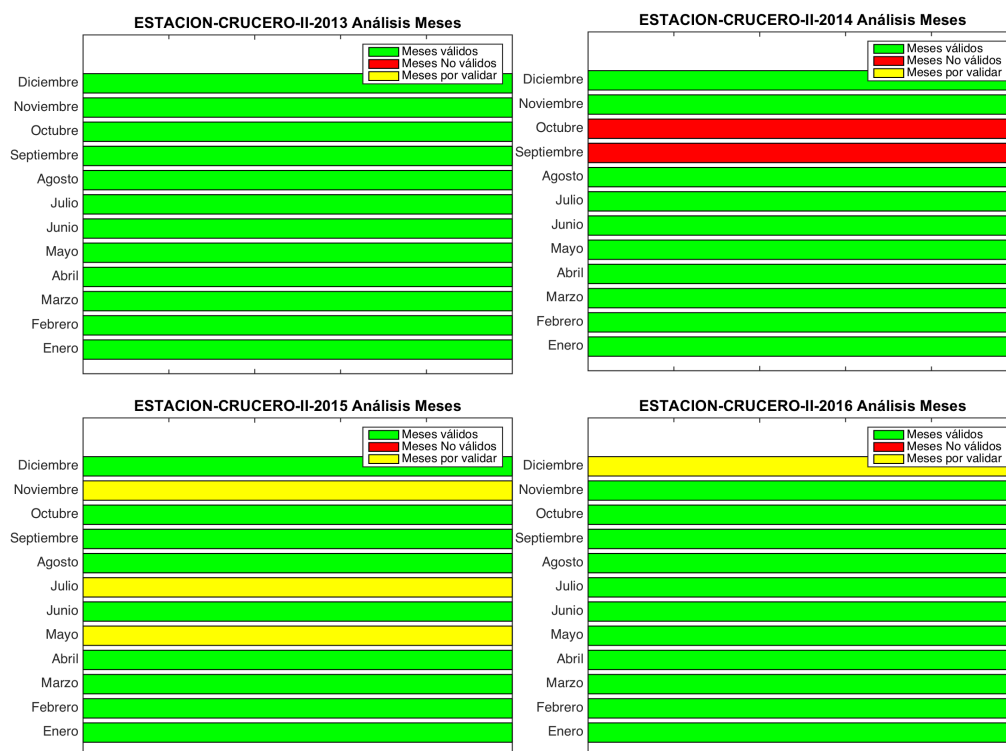 ESTACION-CRUCERO-II-2013 Análisis Meses
Meses válidos
Meses No válidos
Meses por validar
Diciembre
Noviembre
Octubre
Septiembre
Agosto
Julio
Junio
Mayo
Abril
Marzo
Febrero
Enero
ESTACION-CRUCERO-II-2014 Análisis Meses
Meses válidos
Meses No válidos
Meses por validar
Diciembre
Noviembre
Octubre
Septiembre
Agosto
Julio
Junio
Mayo
Abril
Marzo
Febrero
Enero
ESTACION-CRUCERO-II-2015 Análisis Meses
Meses válidos
Meses No válidos
Meses por validar
Diciembre
Noviembre
Octubre
Septiembre
Agosto
Julio
Junio
Mayo
Abril
Marzo
Febrero
Enero
ESTACION-CRUCERO-II-2016 Análisis Meses
Meses válidos
Meses No válidos
Meses por validar
Diciembre
Noviembre
Octubre
Septiembre
Agosto
Julio
Junio
Mayo
Abril
Marzo
Febrero
Enero